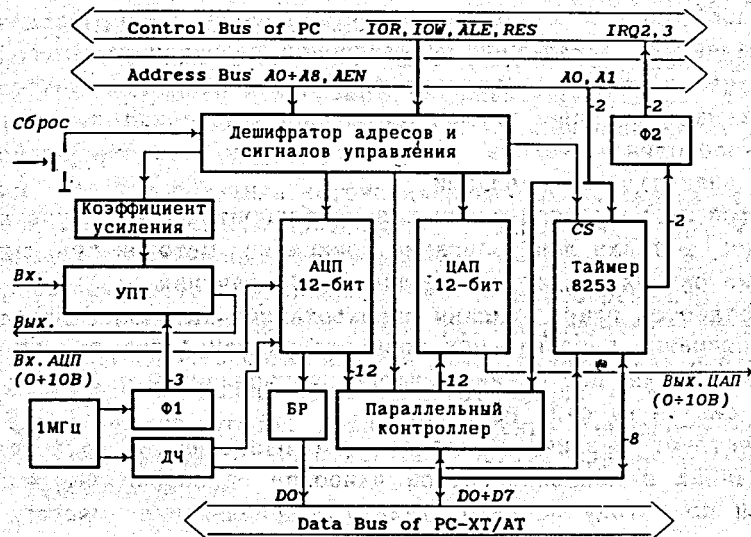 Control Bus of PC IOR, IOW, ALE, RES IRQ2, 3
Address Bus A0÷A8, AEN A0, A1
2
2
Сброс
Дешифратор адресов и
сигналов управления
Ф2
Коэффициент
усиления
2
CS
АЦП
12-бит
ЦАП
12-бит
Таймер
8253
Вх.
УПТ
Вых.
Вх. АЦП
(0÷10В)
3
12
12
Вых. ЦАП
(0÷10В)
1МГц
Ф1
БР
Параллельный
контроллер
8
ДЧ
D0
D0÷D7
Data Bus of PC-XT/AT